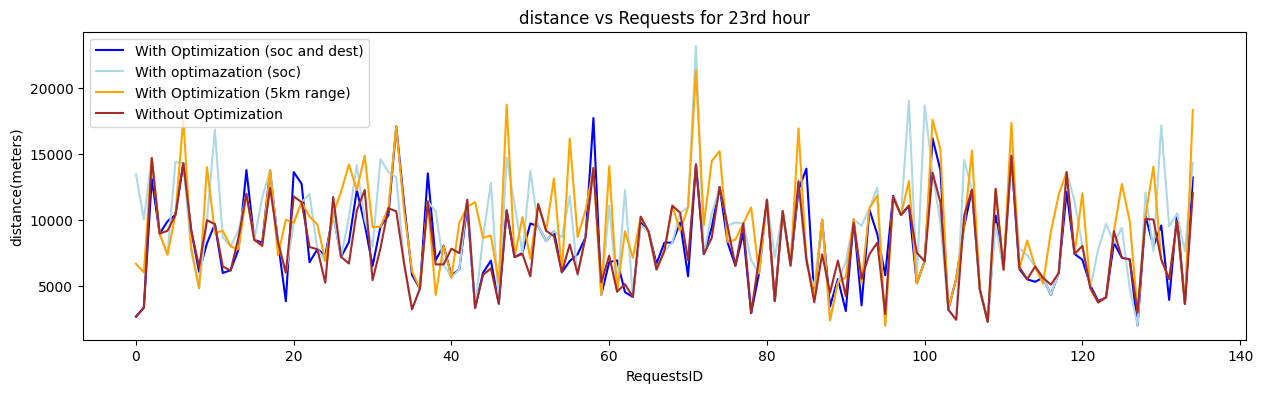 distance vs Requests for 23rd hour
With Optimization (soc and dest)
With optimazation (soc)
With Optimization (5km range)
Without Optimization
distance(meters)
20000
15000
10000
5000
0 20 40 60 80 100 120 140
RequestsID